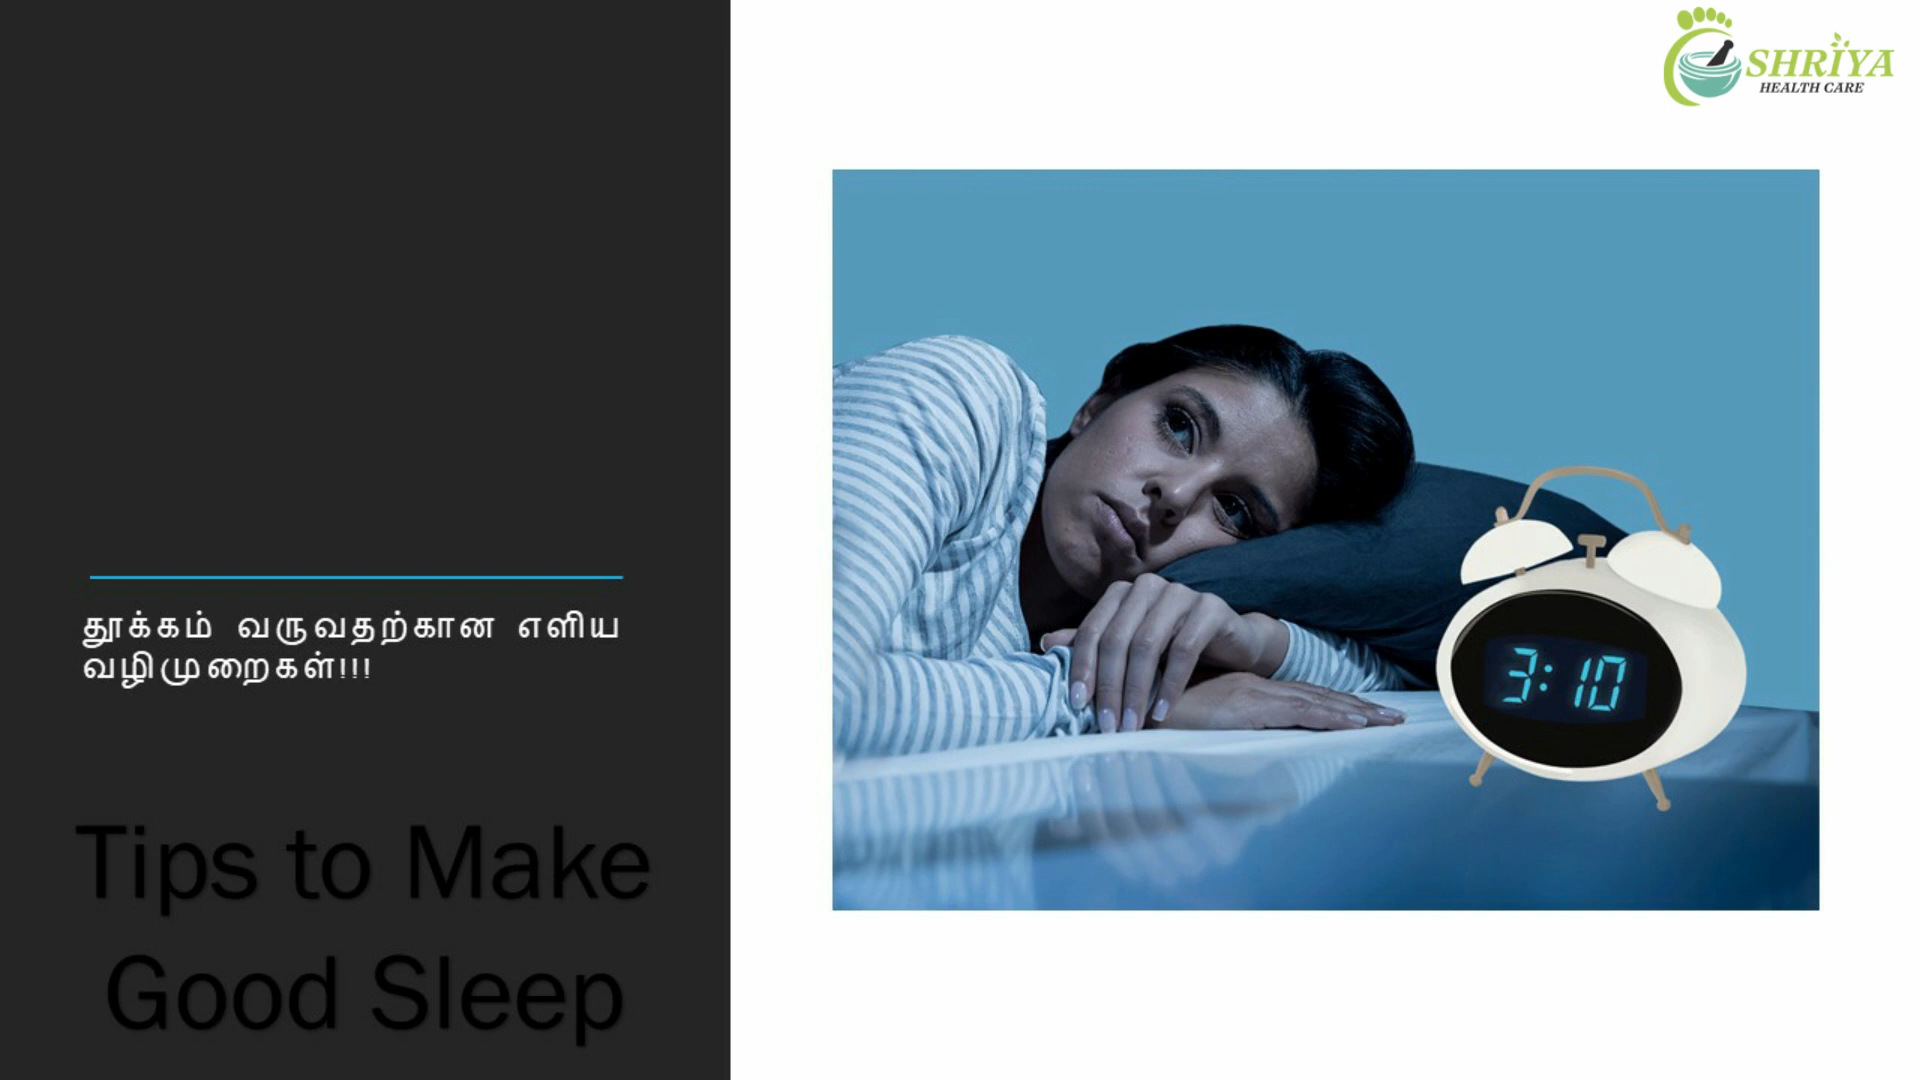 SHRIYA
HEALTH CARE
தூக்கம் வருவதற்கான எளிய
வழிமுறைகள்!!!
Tips to Make
Good Sleep
3:10